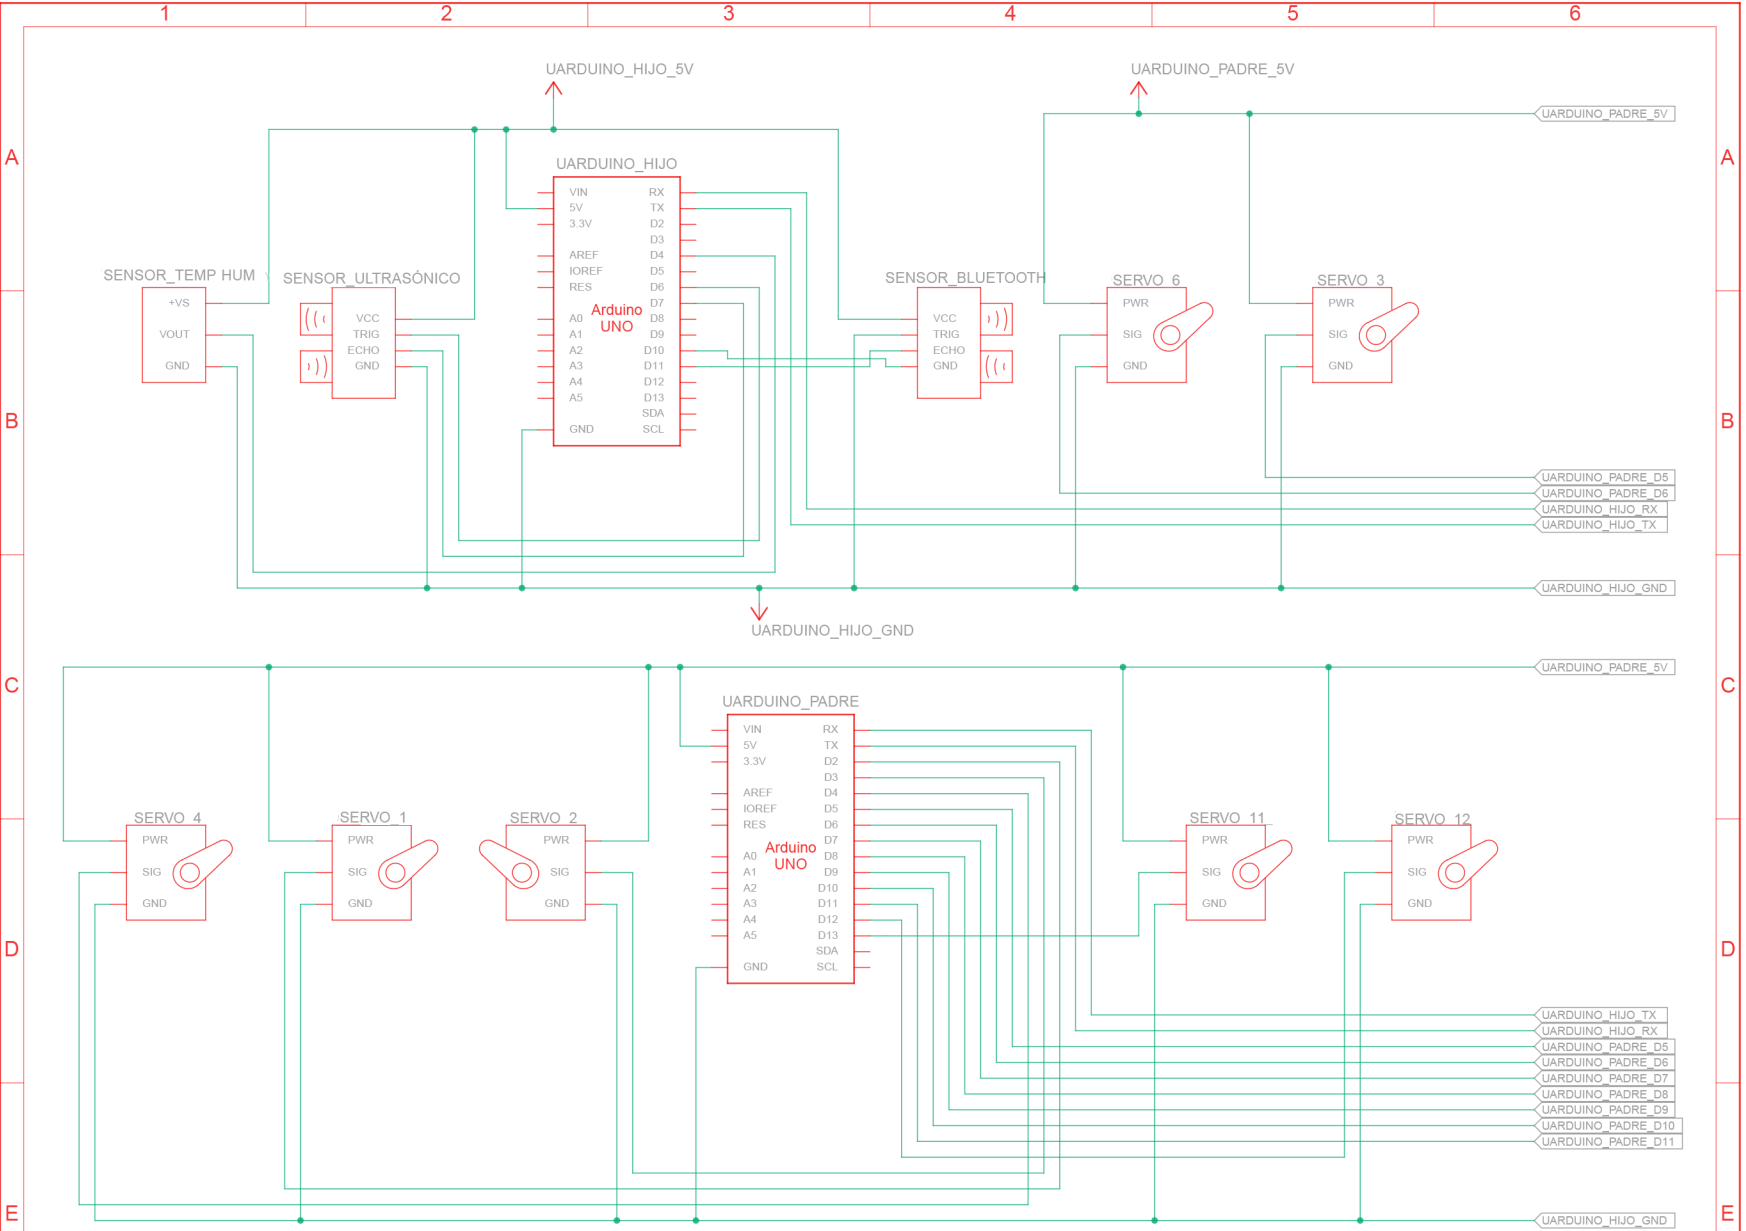 1 2 3 4 5 6
UARDUINO_HIJO_5V
UARDUINO_PADRE_5V
UARDUINO_PADRE_5V
A
A
UARDUINO_HIJO
VIN RX
5V TX
3.3V D2
D3
AREF D4
IOREF D5
RES D6
D7
A0 D8
A1 D9
A2 D10
A3 D11
A4 D12
A5 D13
SDA
GND SCL
Arduino
UNO
SENSOR_TEMP HUM
+VS
VOUT
GND
SENSOR_ULTRASÓNICO
VCC
TRIG
ECHO
GND
SENSOR_BLUETOOTH
VCC
TRIG
ECHO
GND
SERVO_6
PWR
SIG
GND
SERVO_3
PWR
SIG
GND
B
B
UARDUINO_PADRE_D5
UARDUINO_PADRE_D6
UARDUINO_HIJO_RX
UARDUINO_HIJO_TX
UARDUINO_HIJO_GND
UARDUINO_HIJO_GND
UARDUINO_PADRE_5V
C
C
UARDUINO_PADRE
VIN RX
5V TX
3.3V D2
D3
AREF D4
IOREF D5
RES D6
D7
A0 D8
A1 D9
A2 D10
A3 D11
A4 D12
A5 D13
SDA
GND SCL
Arduino
UNO
SERVO_4
PWR
SIG
GND
SERVO_1
PWR
SIG
GND
SERVO_2
PWR
SIG
GND
SERVO_11
PWR
SIG
GND
SERVO_12
PWR
SIG
GND
D
D
UARDUINO_HIJO_TX
UARDUINO_HIJO_RX
UARDUINO_PADRE_D5
UARDUINO_PADRE_D6
UARDUINO_PADRE_D7
UARDUINO_PADRE_D8
UARDUINO_PADRE_D9
UARDUINO_PADRE_D10
UARDUINO_PADRE_D11
E
E
UARDUINO_HIJO_GND